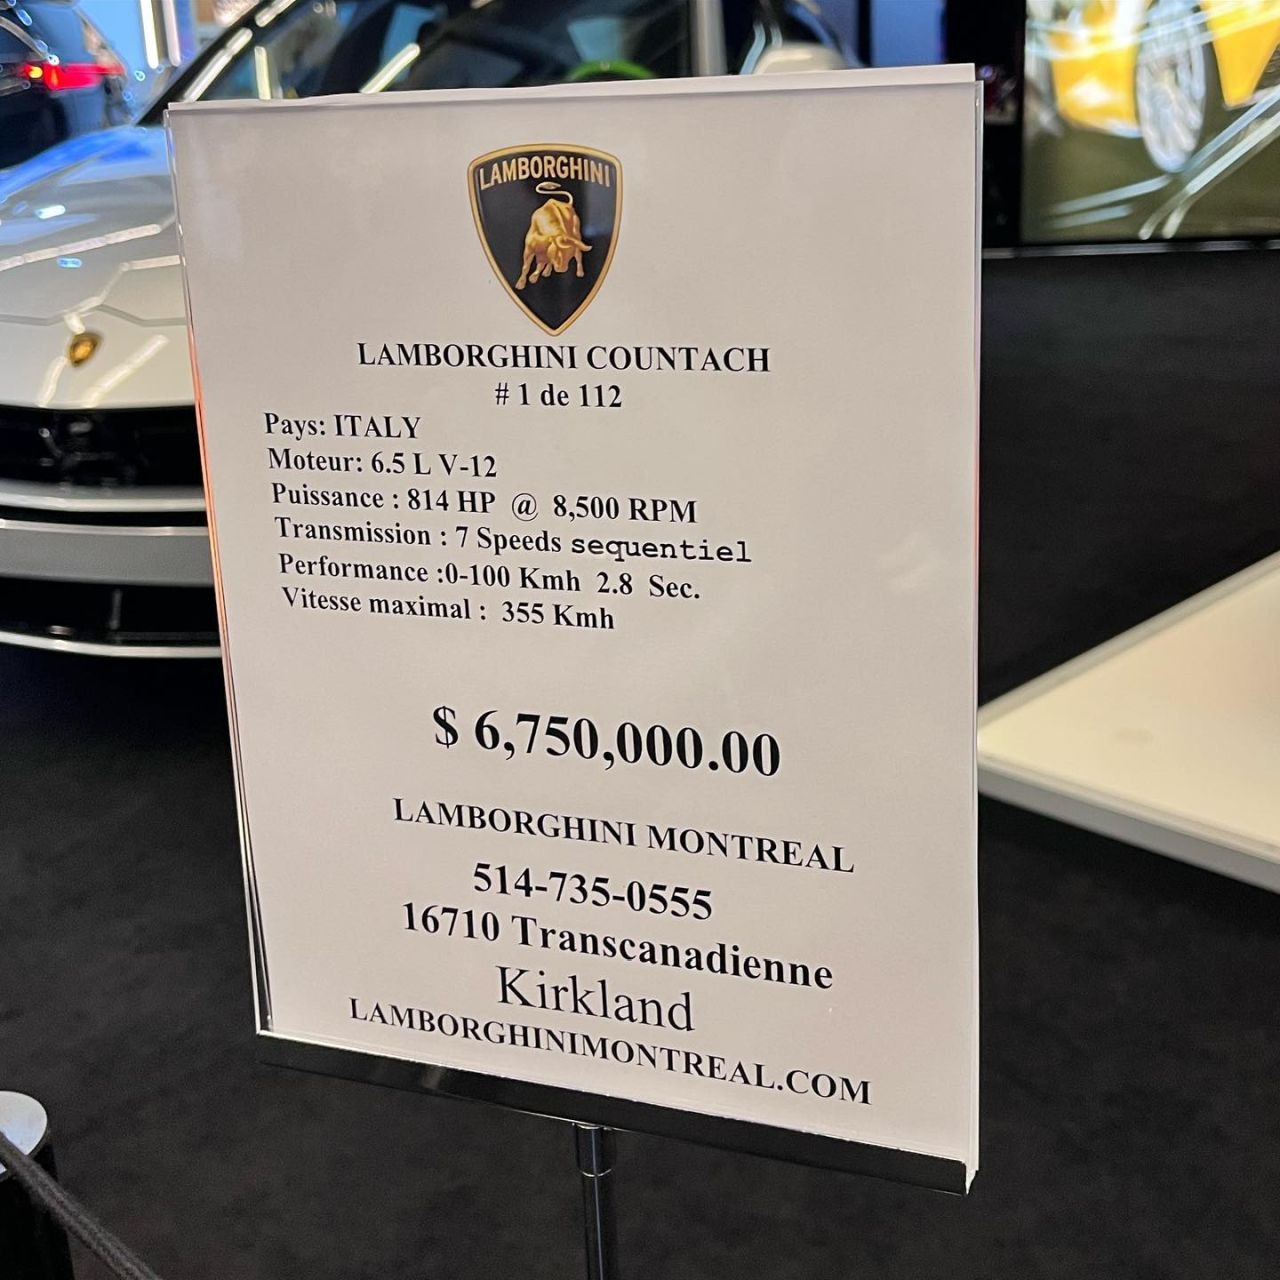 LAMBORGHINI
LAMBORGHINI COUNTACH
# 1 de 112
Pays: ITALY
Moteur: 6.5 L V-12
Puissance : 814 HP @ 8,500 RPM
Transmission : 7 Speeds sequentiel
Performance :0-100 Kmh 2.8 Sec.
Vitesse maximal : 355 Kmh
$ 6,750,000.00
LAMBORGHINI MONTREAL
514-735-0555
16710 Transcanadienne
Kirkland
LAMBORGHINIMONTREAL.COM